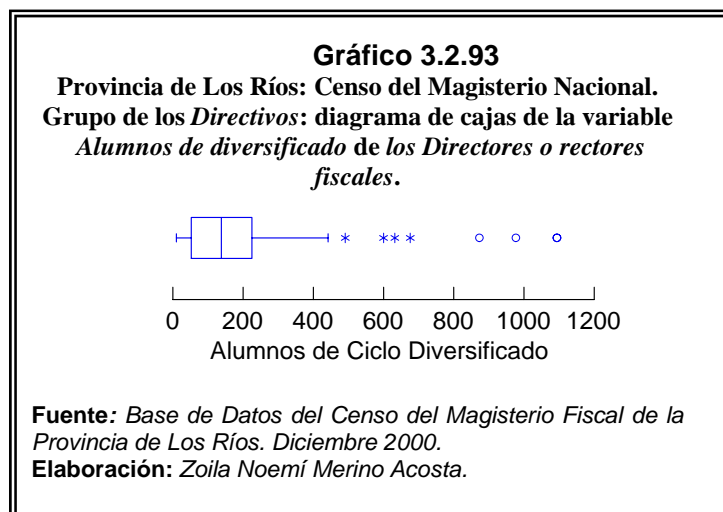 Gráfico 3.2.93
Provincia de Los Ríos: Censo del Magisterio Nacional.
Grupo de los Directivos: diagrama de cajas de la variable
Alumnos de diversificado de los Directores o rectores
fiscales.
0 200 400 600 800 1000 1200
Alumnos de Ciclo Diversificado
Fuente: Base de Datos del Censo del Magisterio Fiscal de la
Provincia de Los Ríos. Diciembre 2000.
Elaboración: Zoila Noemí Merino Acosta.